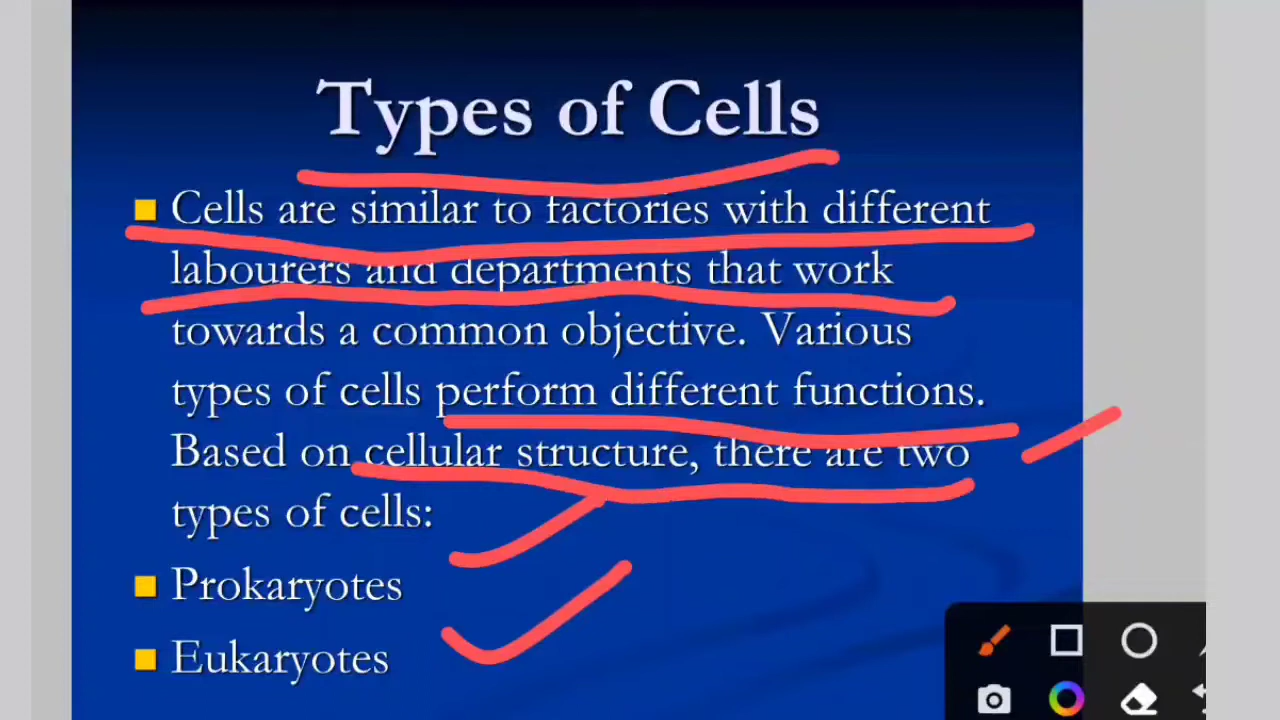 Types of Cells
Cells are similar to factories with different
labourers and departments that work
towards a common objective. Various
types of cells perform different functions.
Based on cellular structure, there are two
types of cells:
Prokaryotes
Eukaryotes